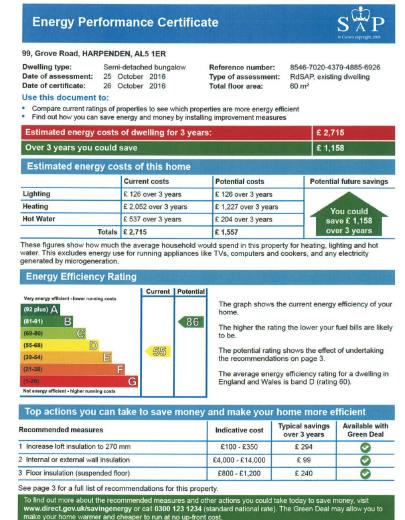 Energy Performance Certificate
SAP
© Crown copyright 2009
99, Grove Road, HARPENDEN, AL5 1ER
Dwelling type: Semi-detached bungalow Reference number: 8546-7020-4379-4885-6926
Date of assessment: 25 October 2016 Type of assessment: RdSAP, existing dwelling
Date of certificate: 26 October 2016 Total floor area: 60 m²
Use this document to:
• Compare current ratings of properties to see which properties are more energy efficient
• Find out how you can save energy and money by installing improvement measures
Estimated energy costs of dwelling for 3 years: £ 2,715
Over 3 years you could save £ 1,158
Estimated energy costs of this home
Current costs Potential costs Potential future savings
Lighting £ 126 over 3 years £ 126 over 3 years
Heating £ 2,052 over 3 years £ 1,227 over 3 years
Hot Water £ 537 over 3 years £ 204 over 3 years
Totals £ 2,715 £ 1,557
You could
save £ 1,158
over 3 years
These figures show how much the average household would spend in this property for heating, lighting and hot
water. This excludes energy use for running appliances like TVs, computers and cookers, and any electricity
generated by microgeneration.
Energy Efficiency Rating
Current Potential
Very energy efficient - lower running costs
(92 plus) A
(81-91) B
(69-80) C
(55-68) D
(39-54) E
(21-38) F
(1-20) G
Not energy efficient - higher running costs
55
86
The graph shows the current energy efficiency of your
home.
The higher the rating the lower your fuel bills are likely
to be.
The potential rating shows the effect of undertaking
the recommendations on page 3.
The average energy efficiency rating for a dwelling in
England and Wales is band D (rating 60).
Top actions you can take to save money and make your home more efficient
Recommended measures Indicative cost Typical savings over 3 years Available with Green Deal
1 Increase loft insulation to 270 mm £100 - £350 £ 294
2 Internal or external wall insulation £4,000 - £14,000 £ 99
3 Floor insulation (suspended floor) £800 - £1,200 £ 240
See page 3 for a full list of recommendations for this property.
To find out more about the recommended measures and other actions you could take today to save money, visit
www.direct.gov.uk/savingenergy or call 0300 123 1234 (standard national rate). The Green Deal may allow you to
make your home warmer and cheaper to run at no up-front cost.